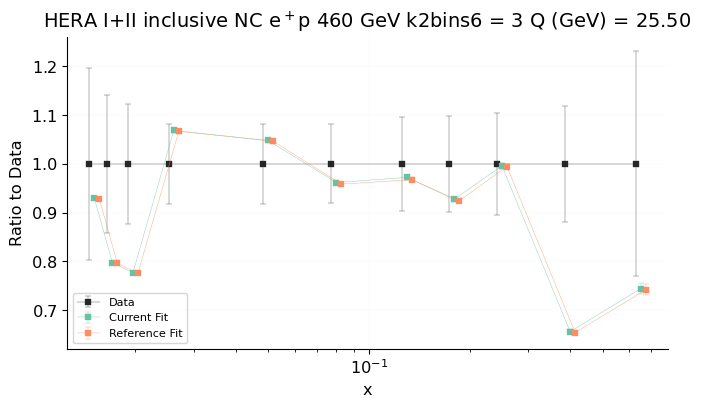 HERA I+II inclusive NC e⁺p 460 GeV k2bins6 = 3 Q (GeV) = 25.50
Ratio to Data
1.2
1.1
1.0
0.9
0.8
0.7
Data
Current Fit
Reference Fit
10⁻¹
x